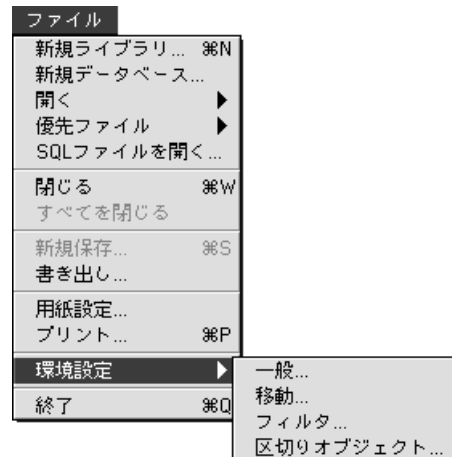 ファイル
新規ライブラリ... ⌘N
新規データベース...
開く ▶
優先ファイル ▶
SQLファイルを開く...
閉じる ⌘W
すべてを閉じる
新規保存... ⌘S
書き出し...
用紙設定...
プリント... ⌘P
環境設定 ▶
終了 ⌘Q
一般...
移動...
フィルタ...
区切りオブジェクト...